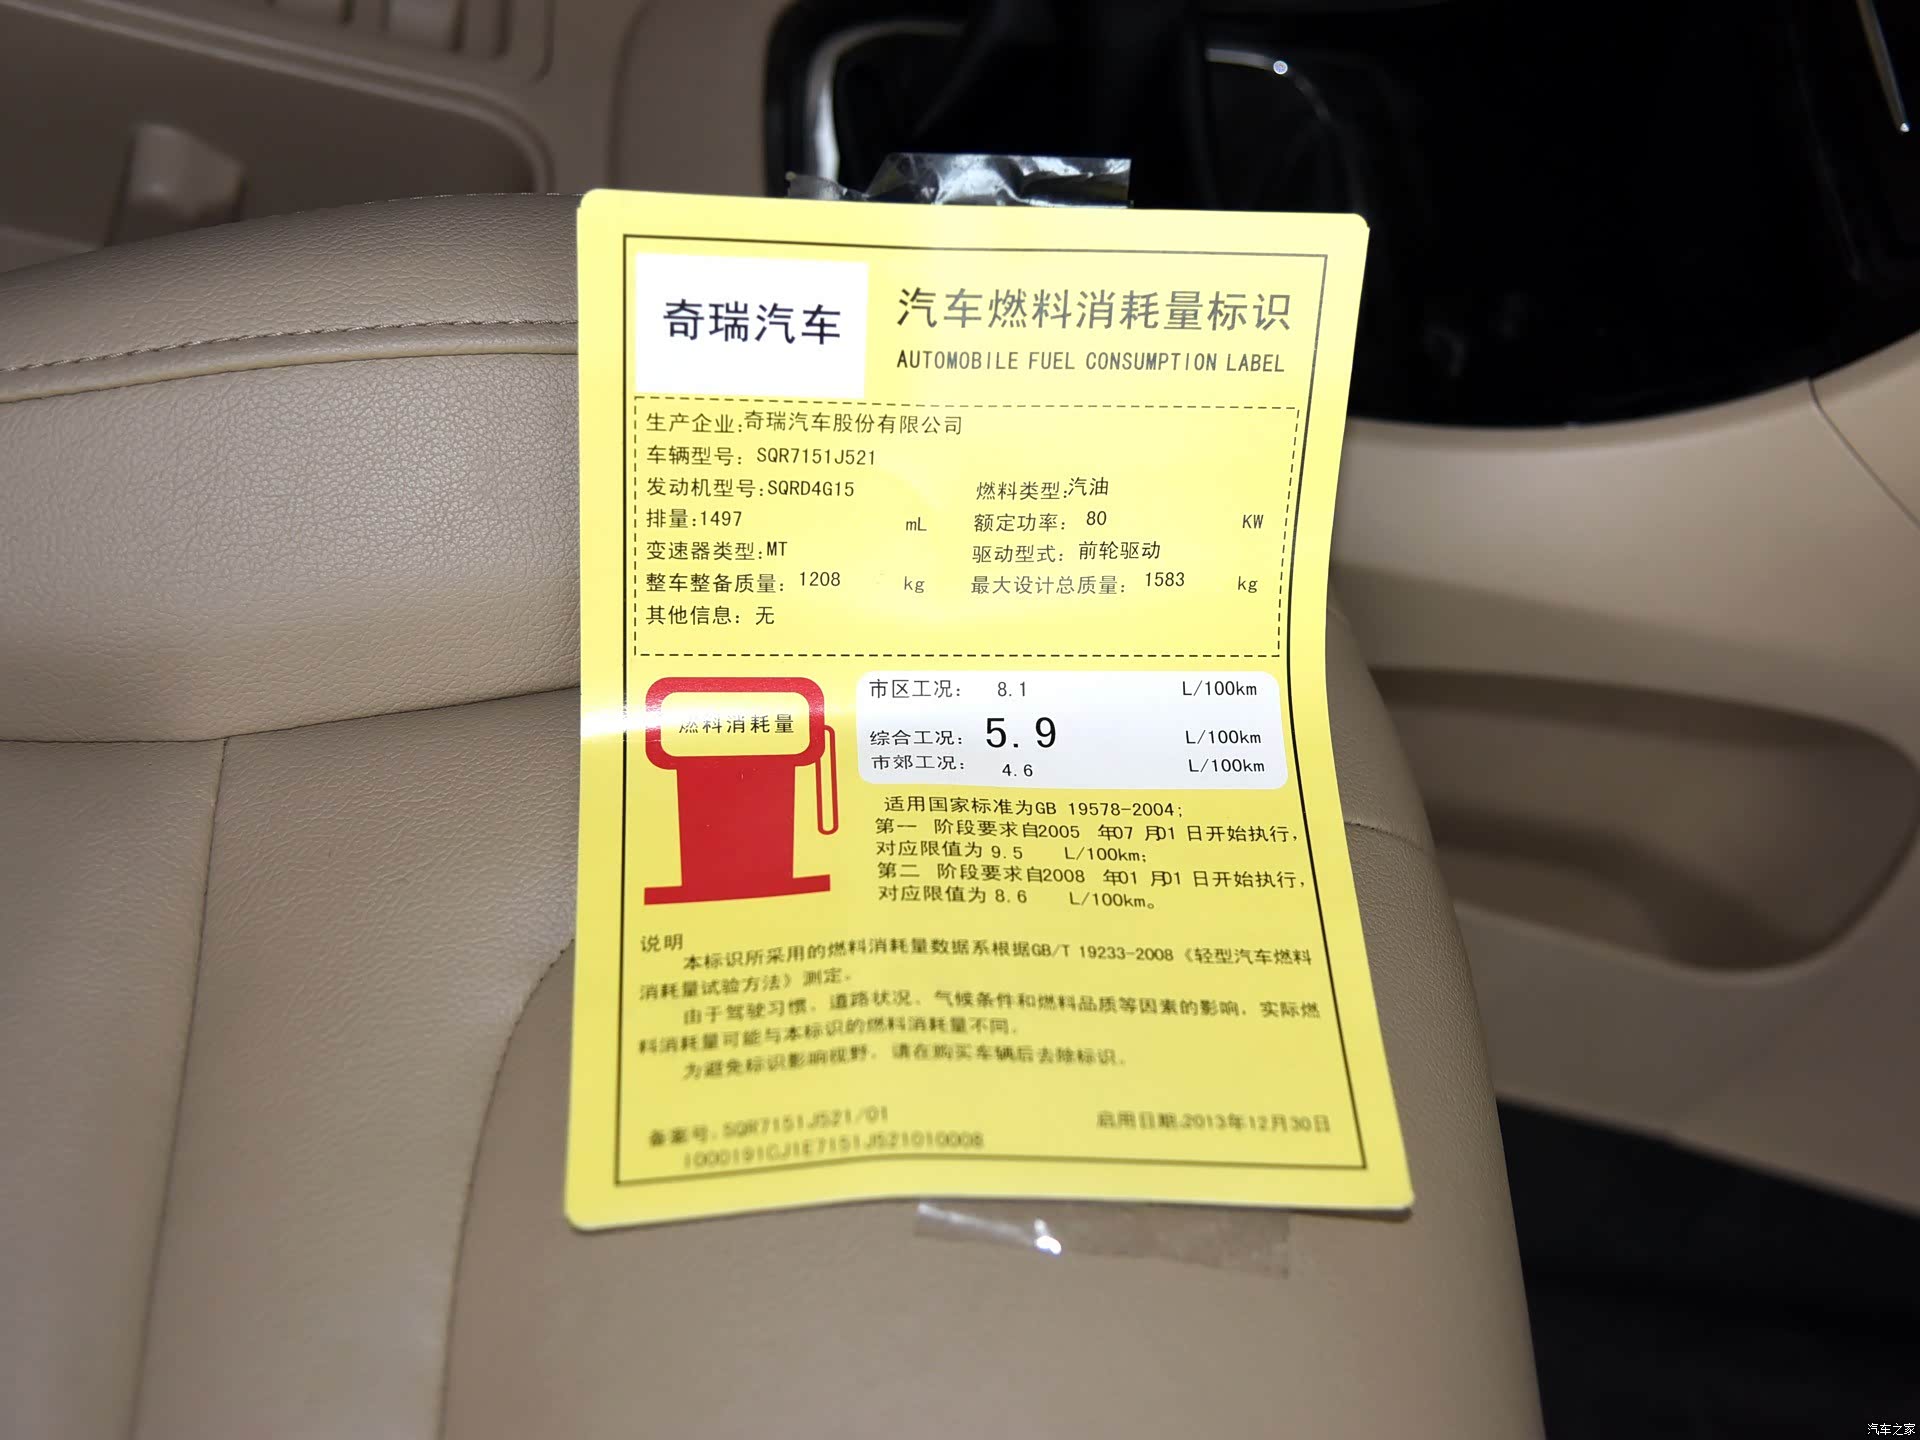 奇瑞汽车
汽车燃料消耗量标识
AUTOMOBILE FUEL CONSUMPTION LABEL
生产企业:奇瑞汽车股份有限公司
车辆型号: SQR7151J521
发动机型号:SQRD4G15 燃料类型:汽油
排量:1497 mL 额定功率: 80 KW
变速器类型:MT 驱动型式: 前轮驱动
整车整备质量: 1208 kg 最大设计总质量: 1583 kg
其他信息: 无
燃料消耗量
市区工况: 8.1 L/100km
综合工况: 5.9 L/100km
市郊工况: 4.6 L/100km
适用国家标准为GB 19578-2004;
第一 阶段要求自2005 年07 月01 日开始执行,
对应限值为 9.5 L/100km;
第二 阶段要求自2008 年01 月01 日开始执行,
对应限值为 8.6 L/100km。
说明
本标识所采用的燃料消耗量数据系根据GB/T 19233-2008《轻型汽车燃料
消耗量试验方法》测定。
由于驾驶习惯、道路状况、气候条件和燃料品质等因素的影响，实际燃
料消耗量可能与本标识的燃料消耗量不同。
为避免标识影响视野，请在购买车辆后去除标识。
备案号:SQR7151J521/01 启用日期:2013年12月30日
1000191CJ1E7151J521010008
汽车之家